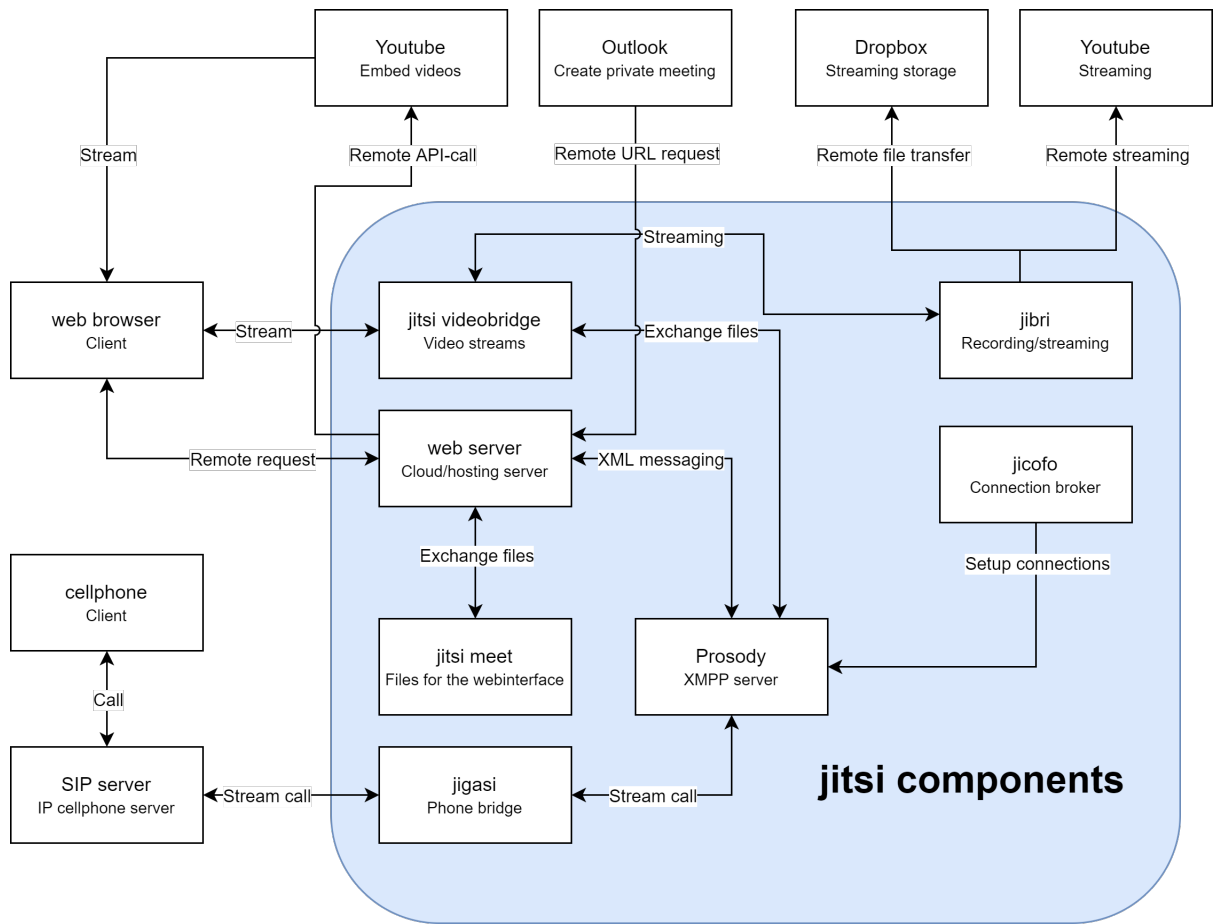 Youtube
Embed videos
Outlook
Create private meeting
Dropbox
Streaming storage
Youtube
Streaming
Stream
Remote API-call
Remote URL request
Remote file transfer
Remote streaming
Streaming
web browser
Client
Stream
jitsi videobridge
Video streams
Exchange files
jibri
Recording/streaming
web server
Cloud/hosting server
Remote request
XML messaging
jicofo
Connection broker
Exchange files
Setup connections
cellphone
Client
jitsi meet
Files for the webinterface
Prosody
XMPP server
Call
SIP server
IP cellphone server
Stream call
jigasi
Phone bridge
Stream call
jitsi components